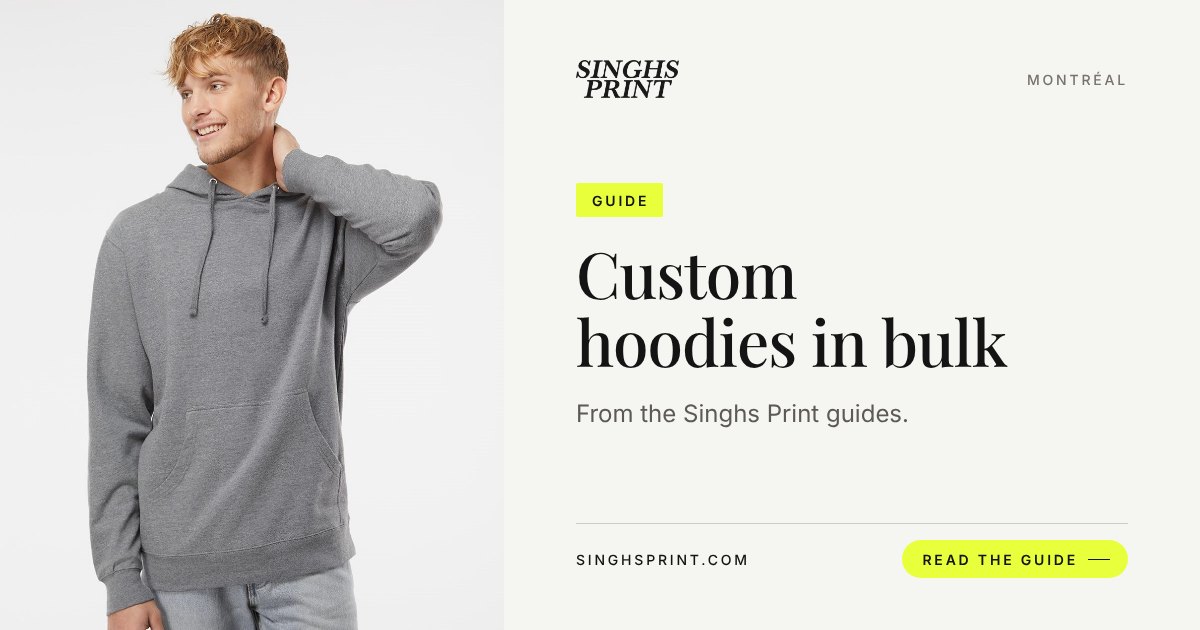 SINGHS
PRINT
MONTRÉAL
GUIDE
Custom
hoodies in bulk
From the Singhs Print guides.
SINGHSPRINT.COM
READ THE GUIDE —